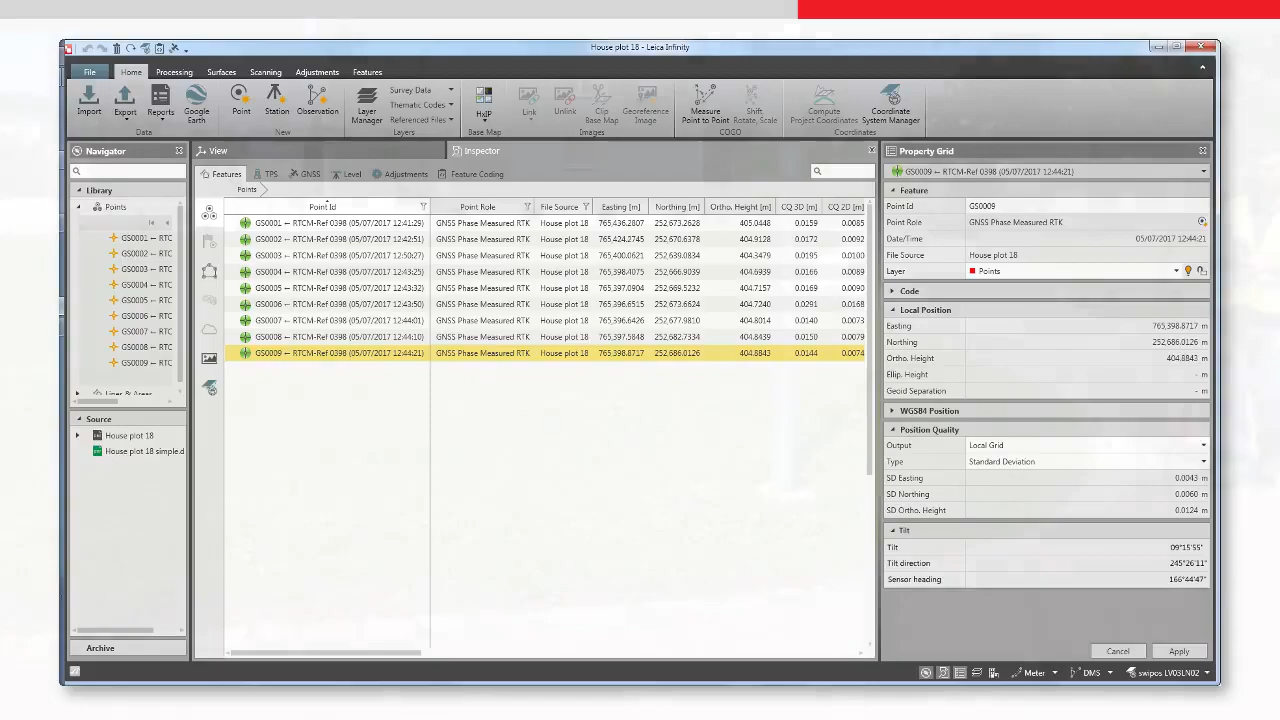 House plot 18 - Leica Infinity
File Home Processing Surfaces Scanning Adjustments Features
Import Export Reports Google Earth Point Station Observation Layer Manager Survey Data Thematic Codes Referenced Files HxIP Link Unlink Clip Base Map Georeference Image Measure Point to Point Shift, Rotate, Scale Compute Project Coordinates Coordinate System Manager
Data New Layers Base Map Images COGO Coordinates
Navigator
Library
Points
GS0001 ← RTC
GS0002 ← RTC
GS0003 ← RTC
GS0004 ← RTC
GS0005 ← RTC
GS0006 ← RTC
GS0007 ← RTC
GS0008 ← RTC
GS0009 ← RTC
Lines & Areas
Source
House plot 18
House plot 18 simple.d
Archive
View Inspector
Features TPS GNSS Level Adjustments Feature Coding
Points
Point Id Point Role File Source Easting [m] Northing [m] Ortho. Height [m] CQ 3D [m] CQ 2D [m]
GS0001 ← RTCM-Ref 0398 (05/07/2017 12:41:29) GNSS Phase Measured RTK House plot 18 765,436.2807 252,673.2628 405.0448 0.0159 0.0085
GS0002 ← RTCM-Ref 0398 (05/07/2017 12:42:51) GNSS Phase Measured RTK House plot 18 765,424.2745 252,670.6378 404.9128 0.0172 0.0092
GS0003 ← RTCM-Ref 0398 (05/07/2017 12:50:27) GNSS Phase Measured RTK House plot 18 765,400.0621 252,639.0834 404.3479 0.0195 0.0100
GS0004 ← RTCM-Ref 0398 (05/07/2017 12:43:25) GNSS Phase Measured RTK House plot 18 765,398.4075 252,666.9039 404.6939 0.0166 0.0089
GS0005 ← RTCM-Ref 0398 (05/07/2017 12:43:32) GNSS Phase Measured RTK House plot 18 765,397.0904 252,669.5232 404.7157 0.0169 0.0090
GS0006 ← RTCM-Ref 0398 (05/07/2017 12:43:50) GNSS Phase Measured RTK House plot 18 765,396.6515 252,673.6624 404.7240 0.0291 0.0168
GS0007 ← RTCM-Ref 0398 (05/07/2017 12:44:01) GNSS Phase Measured RTK House plot 18 765,396.6426 252,677.9810 404.8014 0.0140 0.0073
GS0008 ← RTCM-Ref 0398 (05/07/2017 12:44:10) GNSS Phase Measured RTK House plot 18 765,397.5848 252,682.7334 404.8439 0.0150 0.0079
GS0009 ← RTCM-Ref 0398 (05/07/2017 12:44:21) GNSS Phase Measured RTK House plot 18 765,398.8717 252,686.0126 404.8843 0.0144 0.0074
Property Grid
GS0009 ← RTCM-Ref 0398 (05/07/2017 12:44:21)
Feature
Point Id GS0009
Point Role GNSS Phase Measured RTK
Date/Time 05/07/2017 12:44:21
File Source House plot 18
Layer Points
Code
Local Position
Easting 765,398.8717 m
Northing 252,686.0126 m
Ortho. Height 404.8843 m
Ellip. Height - m
Geoid Separation - m
WGS84 Position
Position Quality
Output Local Grid
Type Standard Deviation
SD Easting 0.0043 m
SD Northing 0.0060 m
SD Ortho. Height 0.0124 m
Tilt
Tilt 09°15'55"
Tilt direction 245°26'11"
Sensor heading 166°44'47"
Cancel Apply
Meter DMS swipos LV03LN02